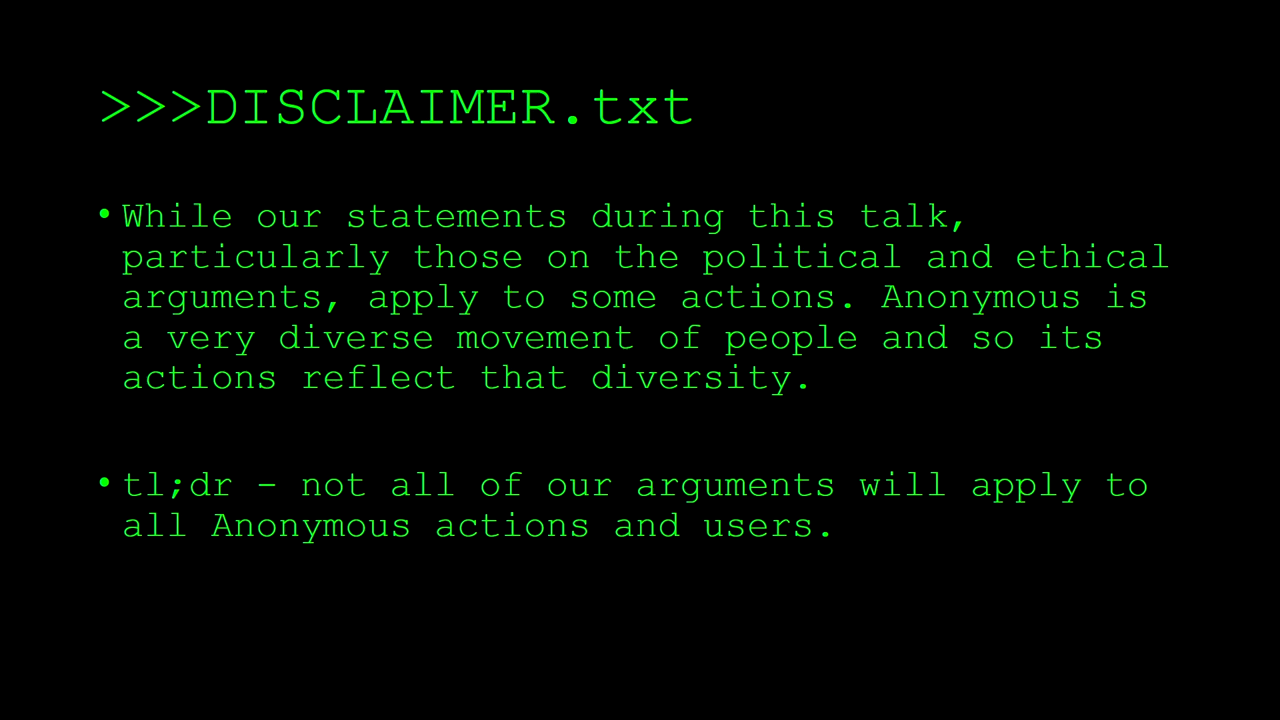 >>>DISCLAIMER.txt
• While our statements during this talk,
particularly those on the political and ethical
arguments, apply to some actions. Anonymous is
a very diverse movement of people and so its
actions reflect that diversity.
• tl;dr - not all of our arguments will apply to
all Anonymous actions and users.